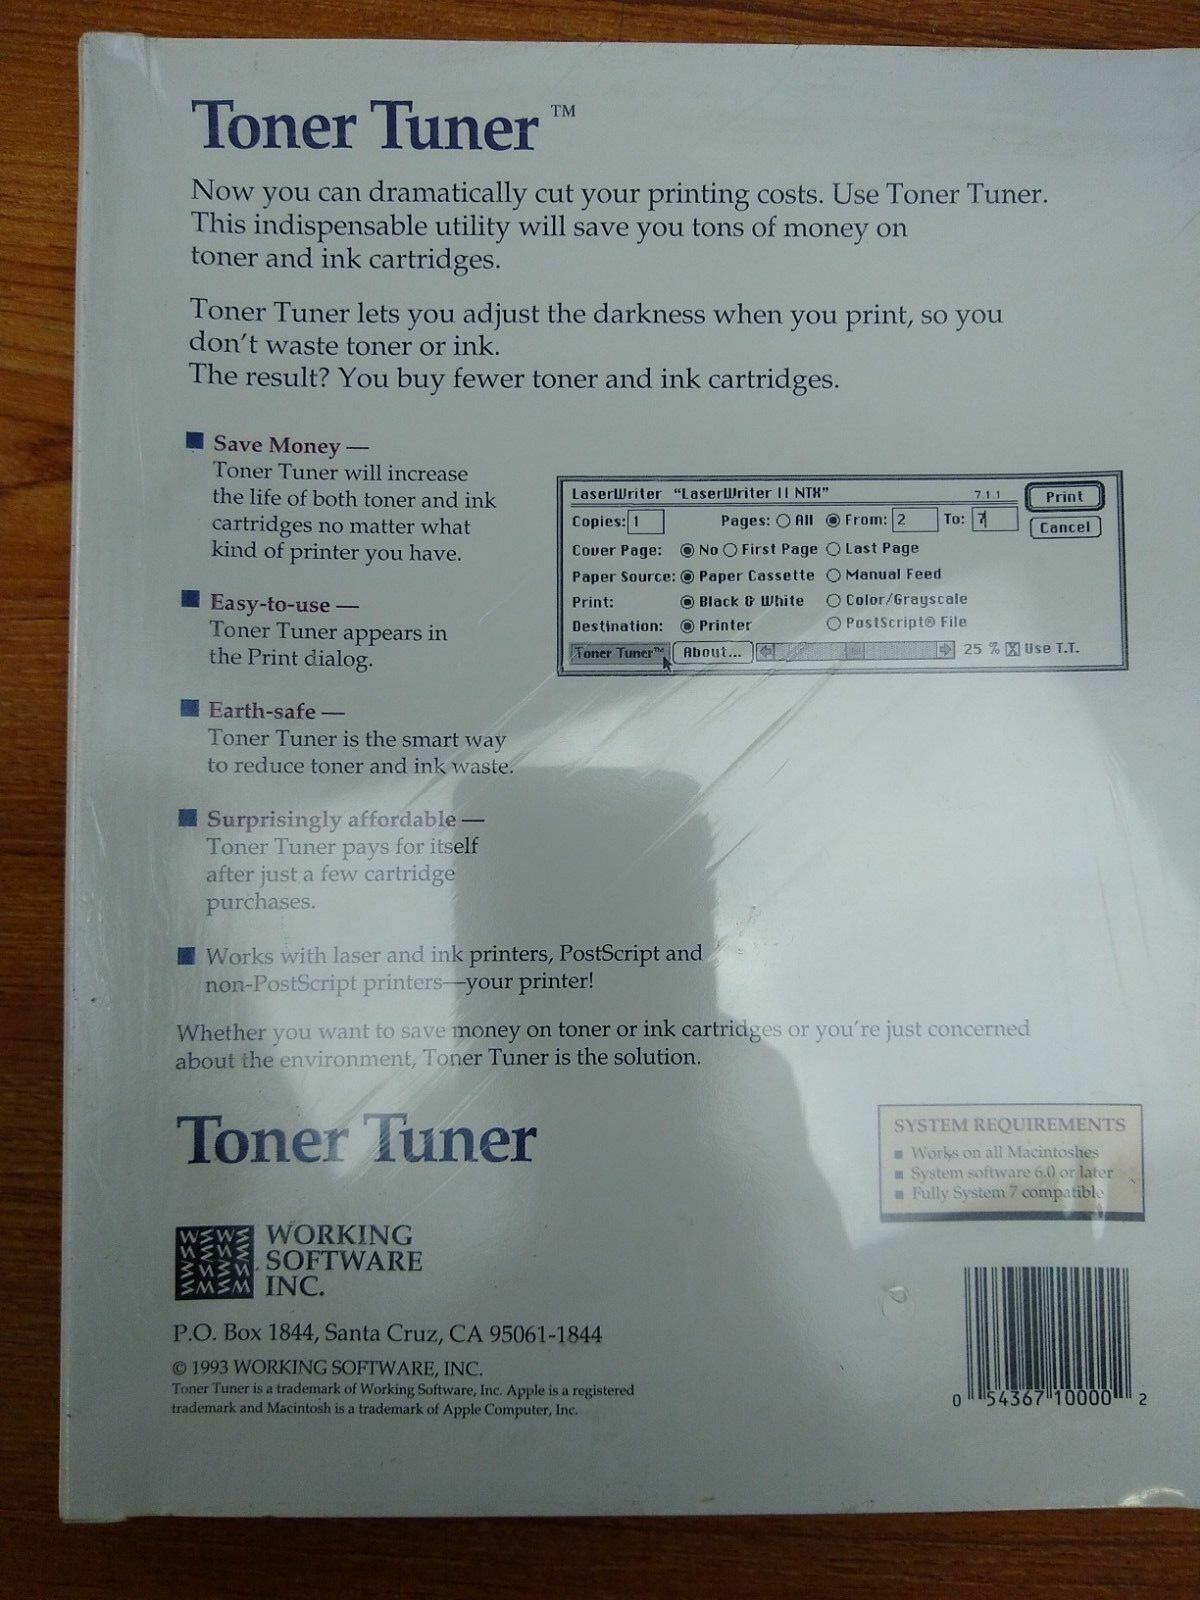 Toner Tuner ™
Now you can dramatically cut your printing costs. Use Toner Tuner.
This indispensable utility will save you tons of money on
toner and ink cartridges.
Toner Tuner lets you adjust the darkness when you print, so you
don't waste toner or ink.
The result? You buy fewer toner and ink cartridges.
Save Money —
Toner Tuner will increase
the life of both toner and ink
cartridges no matter what
kind of printer you have.
Easy-to-use —
Toner Tuner appears in
the Print dialog.
Earth-safe —
Toner Tuner is the smart way
to reduce toner and ink waste.
Surprisingly affordable —
Toner Tuner pays for itself
after just a few cartridge
purchases.
Works with laser and ink printers, PostScript and
non-PostScript printers—your printer!
LaserWriter "LaserWriter II NTX" 7.1.1 Print
Copies: 1 Pages: All From: 2 To: 7 Cancel
Cover Page: No First Page Last Page
Paper Source: Paper Cassette Manual Feed
Print: Black & White Color/Grayscale
Destination: Printer PostScript® File
Toner Tuner™ About... 25 % Use T.T.
Whether you want to save money on toner or ink cartridges or you're just concerned
about the environment, Toner Tuner is the solution.
Toner Tuner
SYSTEM REQUIREMENTS
Works on all Macintoshes
System software 6.0 or later
Fully System 7 compatible
WORKING
SOFTWARE
INC.
P.O. Box 1844, Santa Cruz, CA 95061-1844
© 1993 WORKING SOFTWARE, INC.
Toner Tuner is a trademark of Working Software, Inc. Apple is a registered
trademark and Macintosh is a trademark of Apple Computer, Inc.
0 54367 10000 2